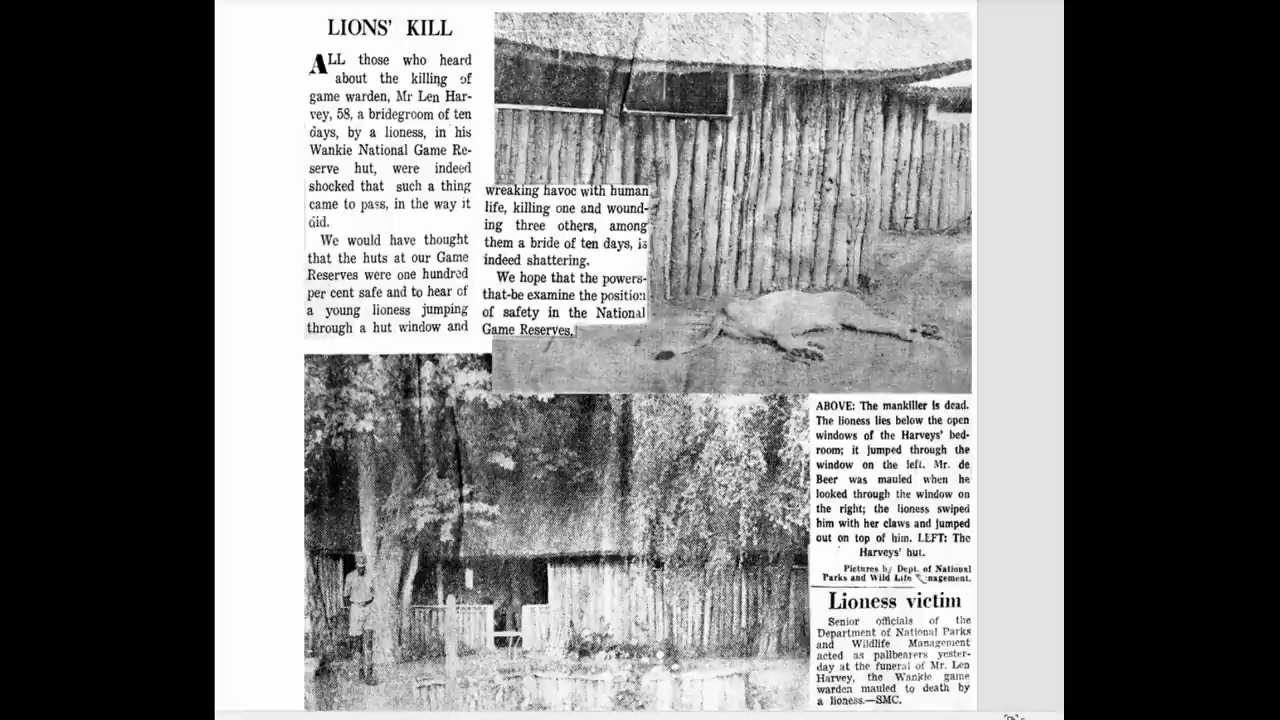 LIONS' KILL
ALL those who heard
about the killing of
game warden, Mr Len Har-
vey, 58, a bridegroom of ten
days, by a lioness, in his
Wankie National Game Re-
serve hut, were indeed
shocked that such a thing
came to pass, in the way it
did.
We would have thought
that the huts at our Game
Reserves were one hundred
per cent safe and to hear of
a young lioness jumping
through a hut window and
wreaking havoc with human
life, killing one and wound-
ing three others, among
them a bride of ten days, is
indeed shattering.
We hope that the powers-
that-be examine the position
of safety in the National
Game Reserves.
ABOVE: The mankiller is dead.
The lioness lies below the open
windows of the Harveys' bed-
room; it jumped through the
window on the left. Mr. de
Beer was mauled when he
looked through the window on
the right; the lioness swiped
him with her claws and jumped
out on top of him. LEFT: The
Harveys' hut.
Pictures by Dept. of National
Parks and Wild Life
Lioness victim
Senior officials of the
Department of National Parks
and Wildlife Management
acted as pallbearers yester-
day at the funeral of Mr. Len
Harvey, the Wankie game
warden mauled to death by
a lioness.—SMC.